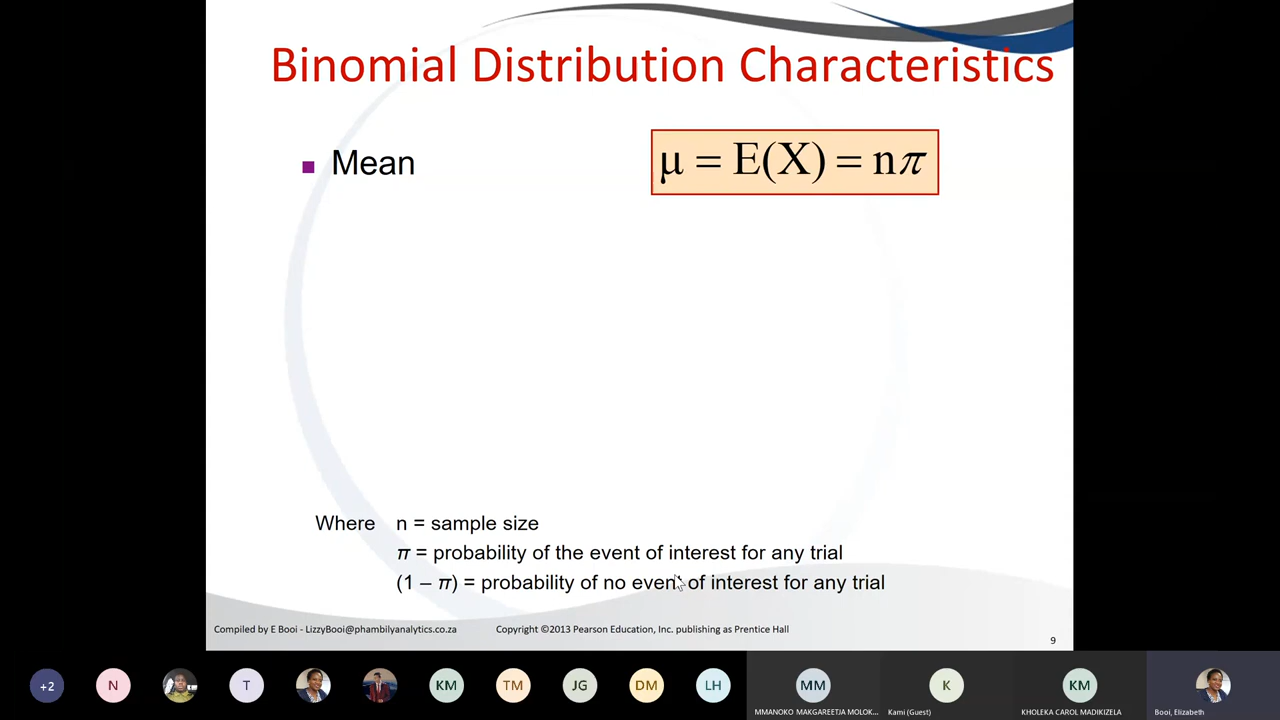 Binomial Distribution Characteristics
Mean
μ = E(X) = nπ
Where n = sample size
π = probability of the event of interest for any trial
(1 – π) = probability of no event of interest for any trial
Compiled by E Booi - LizzyBooi@phambilyanalytics.co.za Copyright ©2013 Pearson Education, Inc. publishing as Prentice Hall
9
+2 N T KM TM JG DM LH MM K KM
MMANOKO MAKGAREETJA MOLOK... Kami (Guest) KHOLEKA CAROL MADIKIZELA Booi, Elizabeth